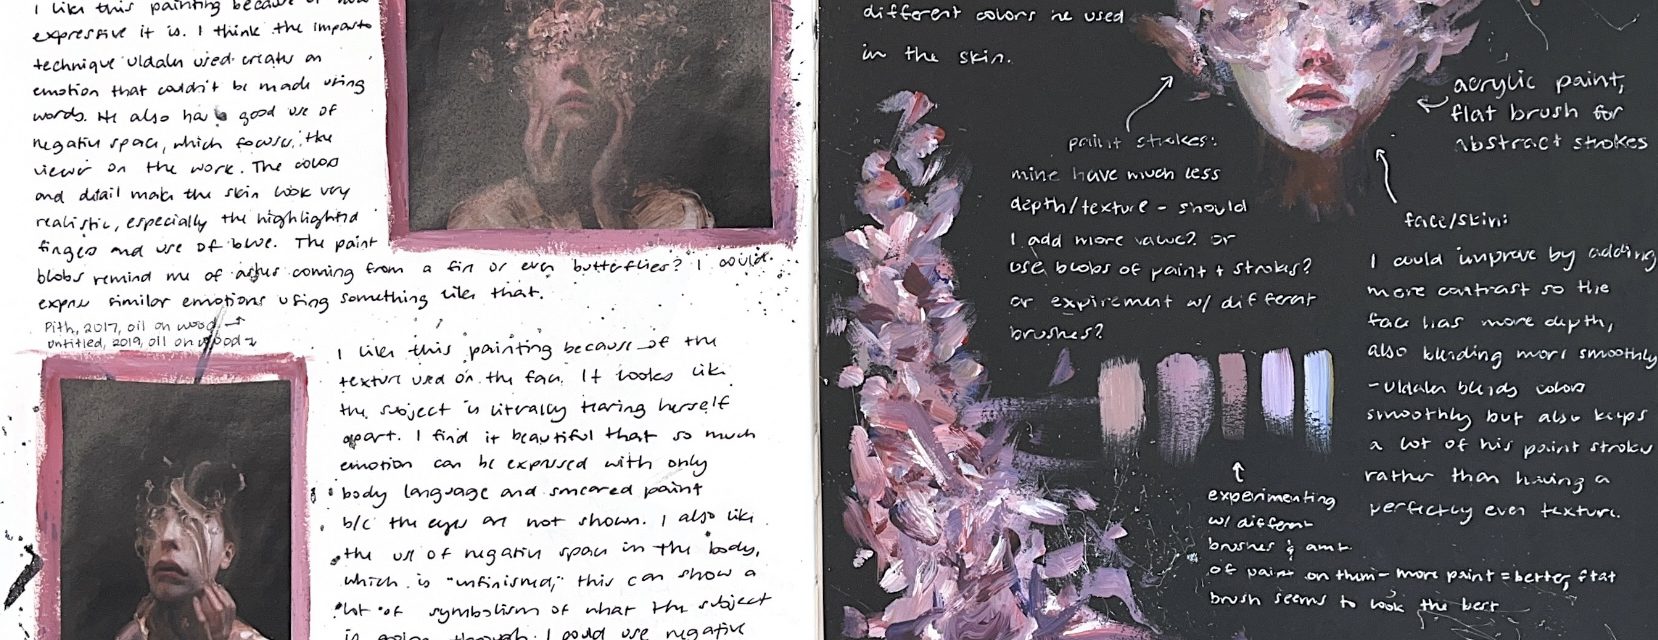 I like this painting because of how
expressive it is. I think the impasto
technique Uldalen used creates an
emotion that couldn't be made using
words. He also has good use of
negative space, which focuses the
viewer on the work. The colors
and detail make the skin look very
realistic, especially the highlighted
fingers and use of blue. The paint
blobs remind me of ashes coming from a fire or even butterflies? I could
express similar emotions using something like that.
Pith, 2017, oil on wood →
Untitled, 2019, oil on wood
I like this painting because of the
texture used on the face. It looks like
the subject is literally tearing herself
apart. I find it beautiful that so much
emotion can be expressed with only
body language and smeared paint
b/c the eyes are not shown. I also like
the use of negative space in the body,
which is "unfinished," this can show a
lot of symbolism of what the subject
is going through. I could use negative
different colors he used
in the skin.
acrylic paint,
flat brush for
abstract strokes
paint strokes:
mine have much less
depth/texture - should
I add more value? or
use blobs of paint + strokes?
or expirement w/ different
brushes?
face/skin:
I could improve by adding
more contrast so the
face has more depth,
also blending more smoothly
- Uldalen blends colors
smoothly but also keeps
a lot of his paint strokes
rather than having a
perfectly even texture.
experimenting
w/ different
brushes & amt.
of paint on them - more paint = better, flat
brush seems to look the best